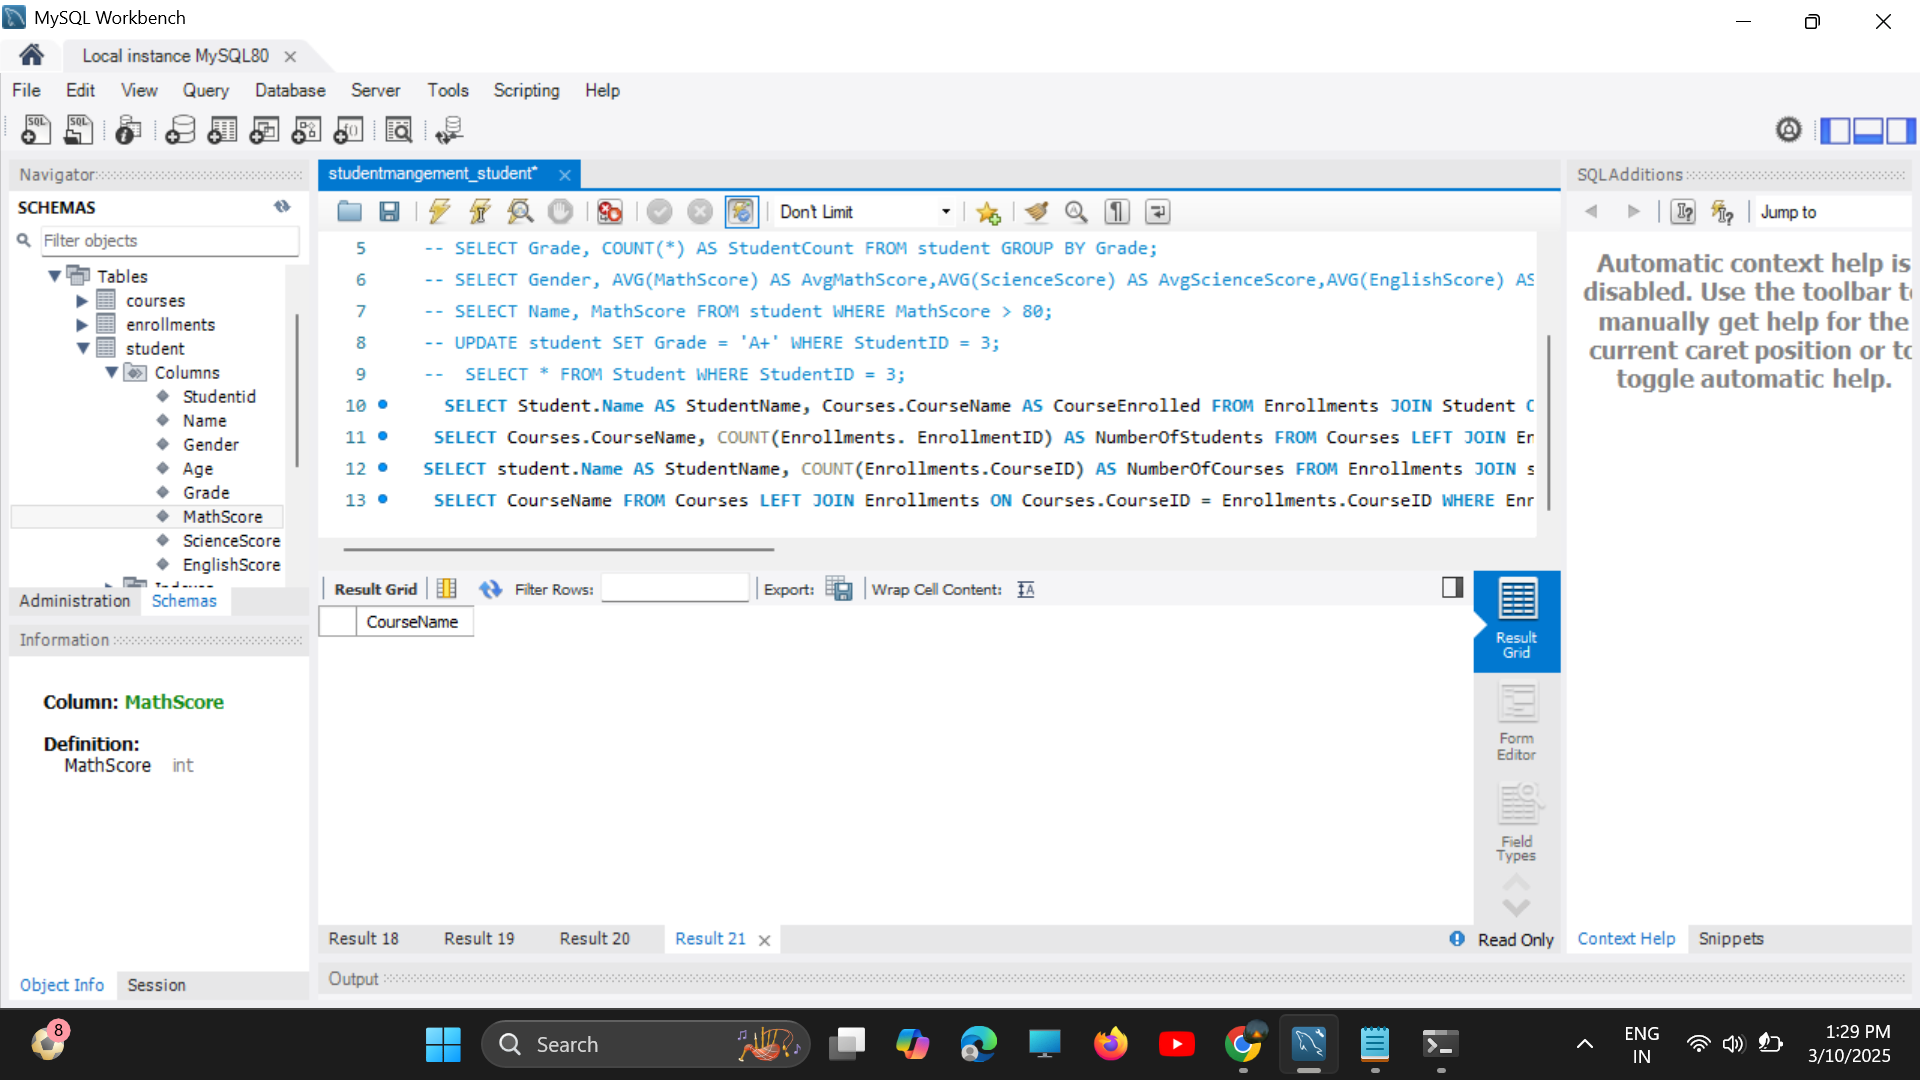 MySQL Workbench
Local instance MySQL80
File Edit View Query Database Server Tools Scripting Help
Navigator
SCHEMAS
Filter objects
Tables
courses
enrollments
student
Columns
Studentid
Name
Gender
Age
Grade
MathScore
ScienceScore
EnglishScore
Administration Schemas
Information
Column: MathScore
Definition:
MathScore int
Object Info Session
studentmangement_student*
Don't Limit
5 -- SELECT Grade, COUNT(*) AS StudentCount FROM student GROUP BY Grade;
6 -- SELECT Gender, AVG(MathScore) AS AvgMathScore,AVG(ScienceScore) AS AvgScienceScore,AVG(EnglishScore) AS
7 -- SELECT Name, MathScore FROM student WHERE MathScore > 80;
8 -- UPDATE student SET Grade = 'A+' WHERE StudentID = 3;
9 -- SELECT * FROM Student WHERE StudentID = 3;
10 SELECT Student.Name AS StudentName, Courses.CourseName AS CourseEnrolled FROM Enrollments JOIN Student
11 SELECT Courses.CourseName, COUNT(Enrollments. EnrollmentID) AS NumberOfStudents FROM Courses LEFT JOIN En
12 SELECT student.Name AS StudentName, COUNT(Enrollments.CourseID) AS NumberOfCourses FROM Enrollments JOIN s
13 SELECT CourseName FROM Courses LEFT JOIN Enrollments ON Courses.CourseID = Enrollments.CourseID WHERE Enr
Result Grid Filter Rows: Export: Wrap Cell Content:
CourseName
Result Grid
Form Editor
Field Types
Result 18 Result 19 Result 20 Result 21
Read Only
Output
SQLAdditions
Jump to
Automatic context help is
disabled. Use the toolbar to
manually get help for the
current caret position or to
toggle automatic help.
Context Help Snippets
8
Search
ENG
IN
1:29 PM
3/10/2025